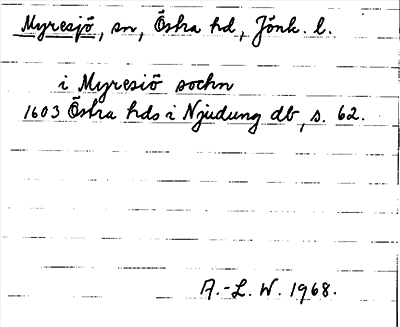 Myresjö, sn, Östra hd, Jönk. l.
i Myresiö sochn
1603 Östra hds i Njudung db, s. 62.
A.-L. W. 1968.